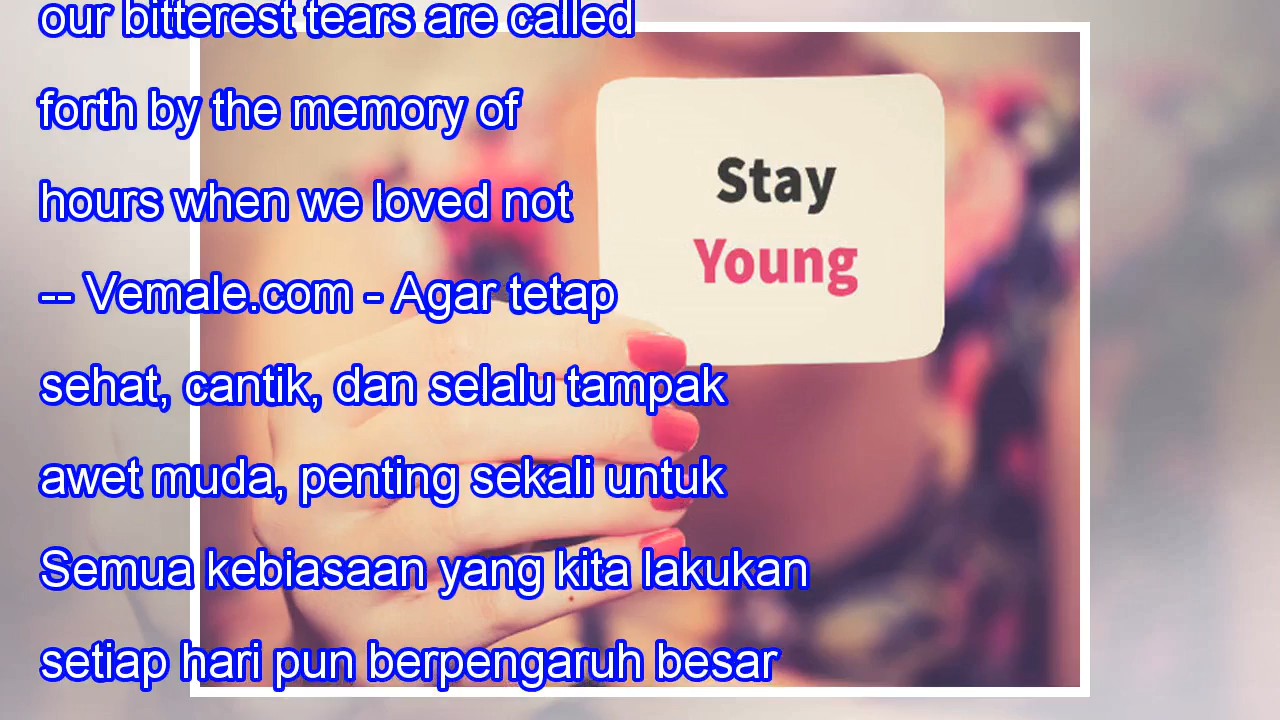 our bitterest tears are called
forth by the memory of
hours when we loved not
-- Vemale.com - Agar tetap
sehat, cantik, dan selalu tampak
awet muda, penting sekali untuk
Semua kebiasaan yang kita lakukan
setiap hari pun berpengaruh besar
Stay
Young